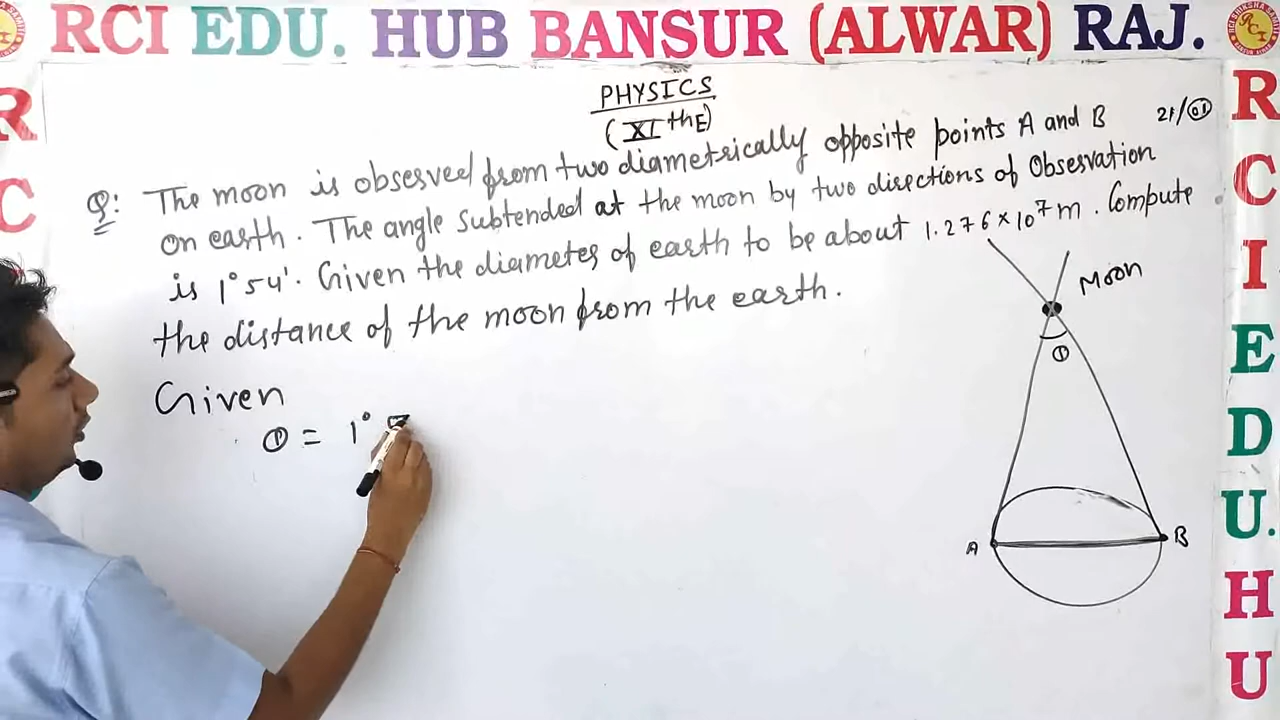 RCI EDU. HUB BANSUR (ALWAR) RAJ.
PHYSICS
(XI th E)
21/01
Q: The moon is observed from two diametrically opposite points A and B
on earth. The angle subtended at the moon by two directions of Observation
is 1° 54'. Given the diameter of earth to be about 1.276 × 10⁷ m. Compute
the distance of the moon from the earth.
Given
θ = 1° 5
Moon
θ
A
B
R
C
R
C
I
E
D
U.
H
U